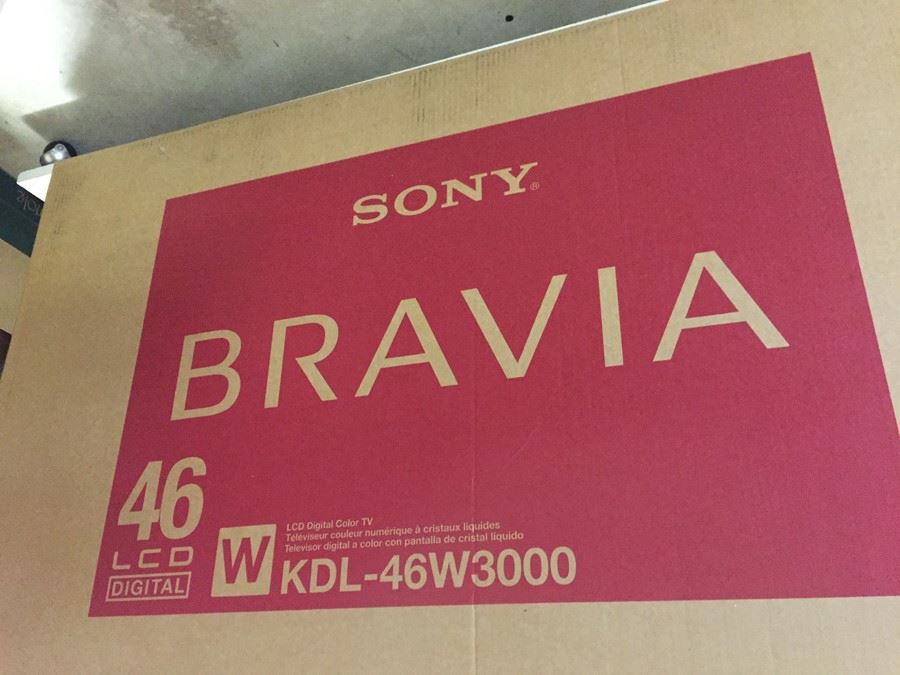 SONY®
BRAVIA
46
LCD
DIGITAL
W
LCD Digital Color TV
Téléviseur couleur numérique à cristaux liquides
Televisor digital a color con pantalla de cristal líquido
KDL-46W3000